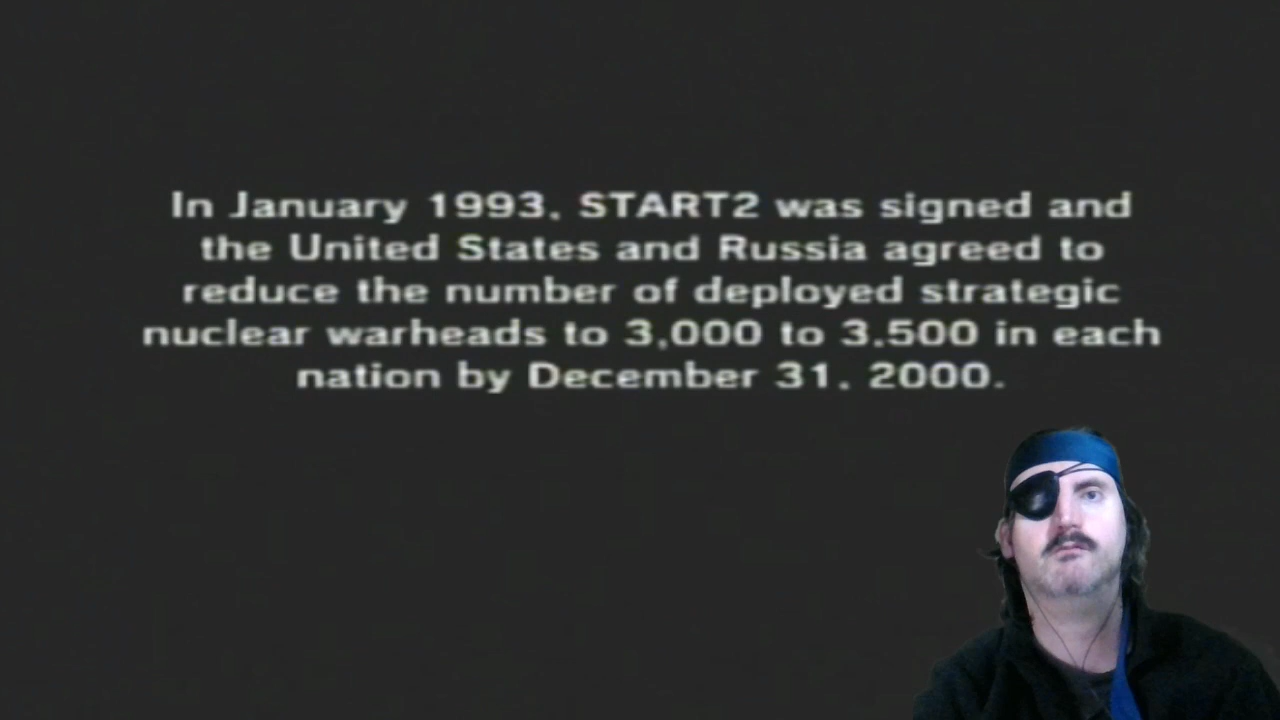 In January 1993, START2 was signed and
the United States and Russia agreed to
reduce the number of deployed strategic
nuclear warheads to 3,000 to 3,500 in each
nation by December 31, 2000.